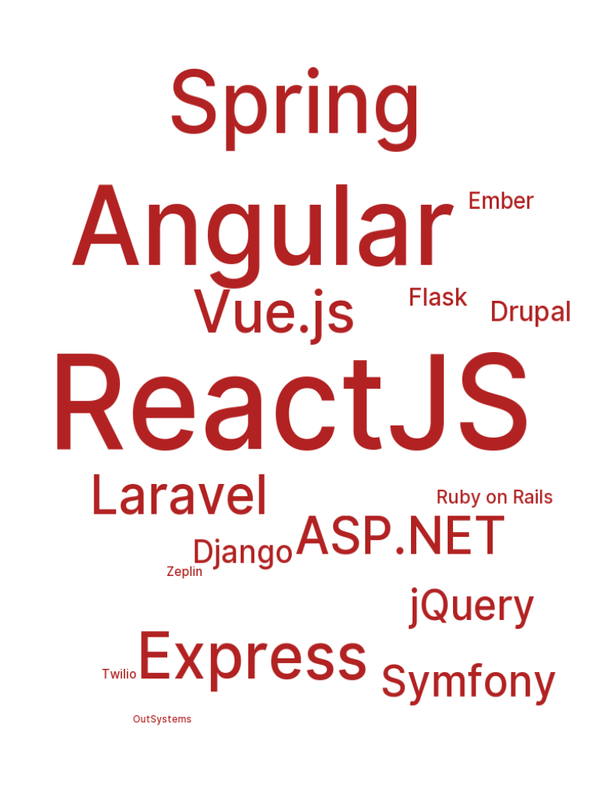 Spring
Angular
Ember
Vue.js
Flask
Drupal
ReactJS
Laravel
Ruby on Rails
Django
ASP.NET
Zeplin
jQuery
Express
Twilio
Symfony
OutSystems